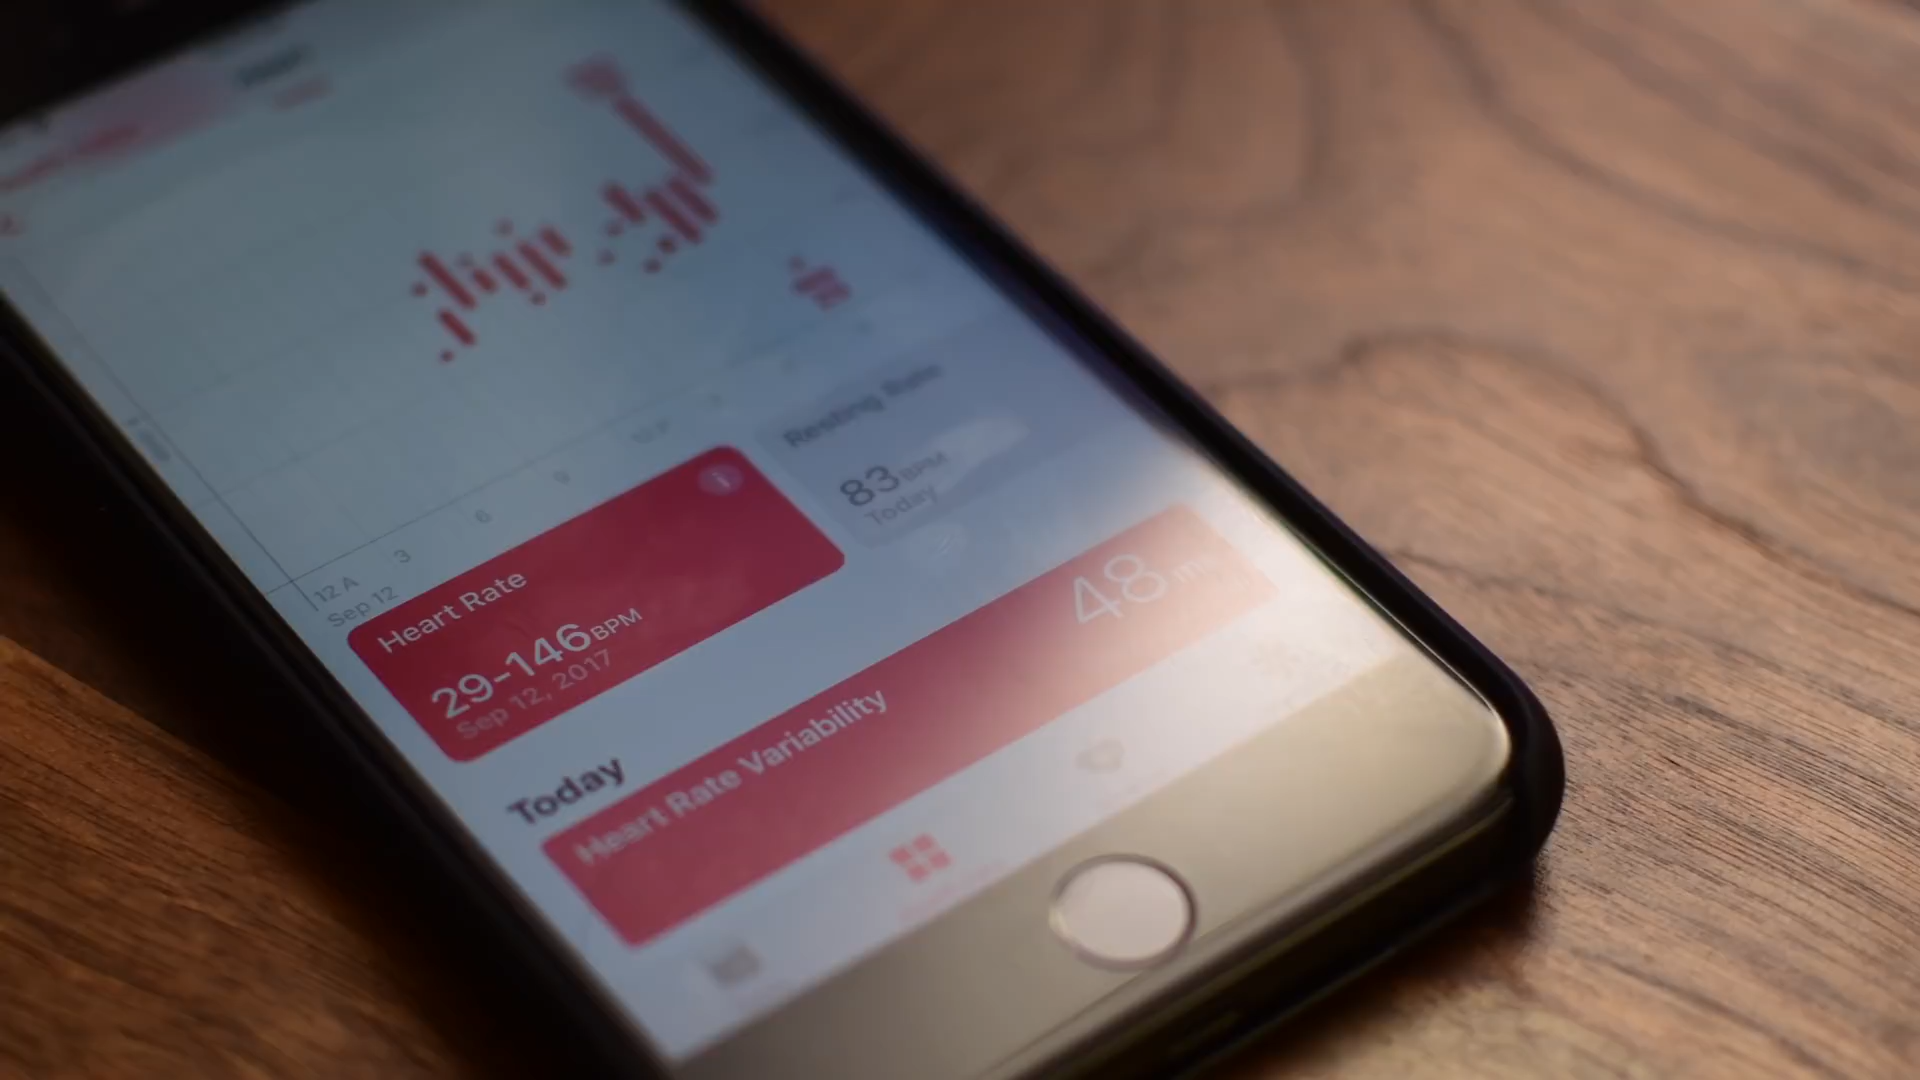 3
6
9
12 A
Sep 12
Heart Rate
29-146 BPM
Sep 12, 2017
Resting Rate
83 BPM
Today
Today
Heart Rate Variability
48